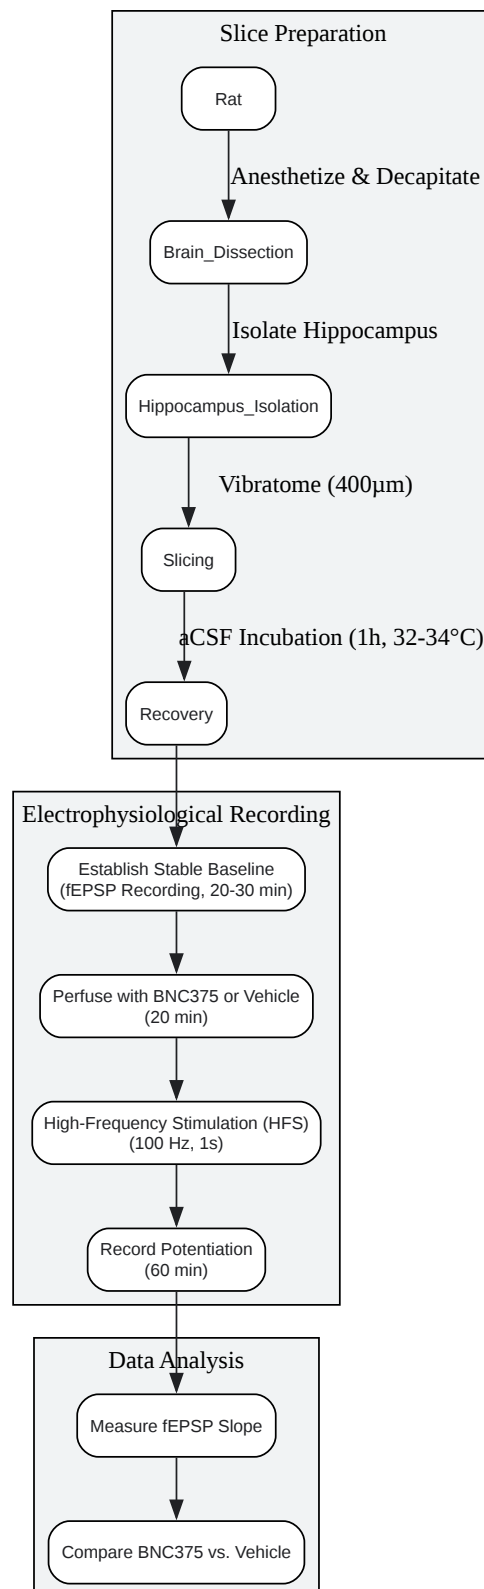 Slice Preparation
Rat
Anesthetize & Decapitate
Brain_Dissection
Isolate Hippocampus
Hippocampus_Isolation
Vibratome (400µm)
Slicing
aCSF Incubation (1h, 32-34°C)
Recovery
Electrophysiological Recording
Establish Stable Baseline
(fEPSP Recording, 20-30 min)
Perfuse with BNC375 or Vehicle
(20 min)
High-Frequency Stimulation (HFS)
(100 Hz, 1s)
Record Potentiation
(60 min)
Data Analysis
Measure fEPSP Slope
Compare BNC375 vs. Vehicle